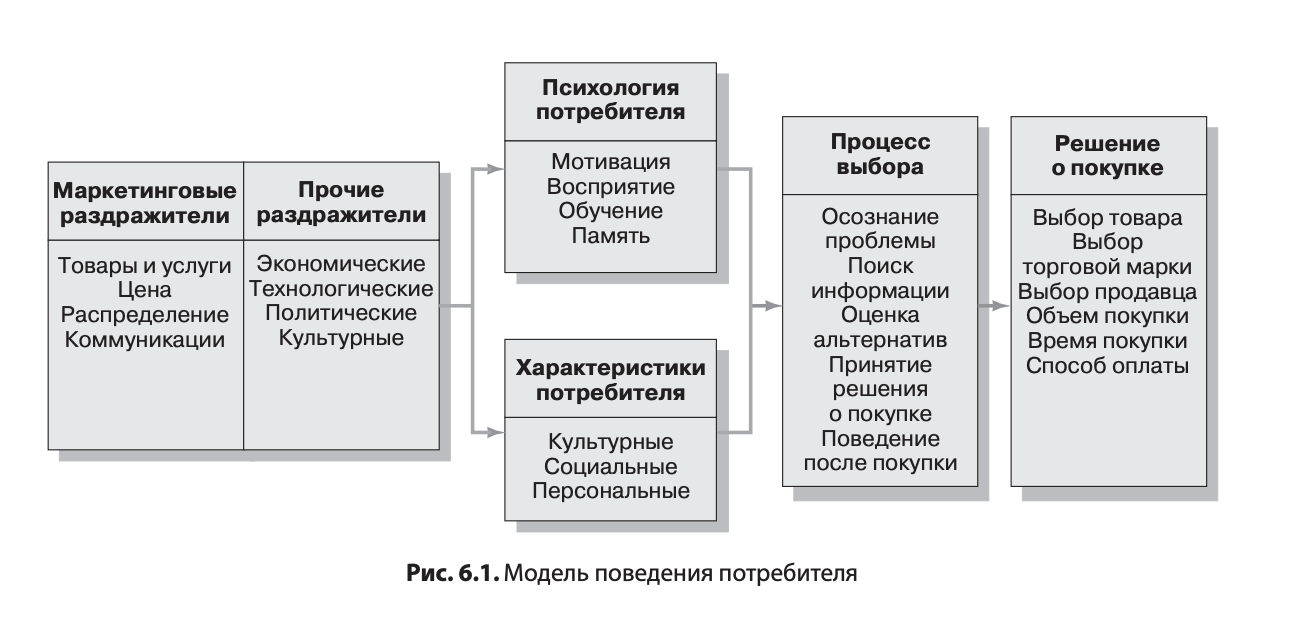 Маркетинговые
раздражители
Товары и услуги
Цена
Распределение
Коммуникации
Прочие
раздражители
Экономические
Технологические
Политические
Культурные
Психология
потребителя
Мотивация
Восприятие
Обучение
Память
Характеристики
потребителя
Культурные
Социальные
Персональные
Процесс
выбора
Осознание
проблемы
Поиск
информации
Оценка
альтернатив
Принятие
решения
о покупке
Поведение
после покупки
Решение
о покупке
Выбор товара
Выбор
торговой марки
Выбор продавца
Объем покупки
Время покупки
Способ оплаты
Рис. 6.1. Модель поведения потребителя